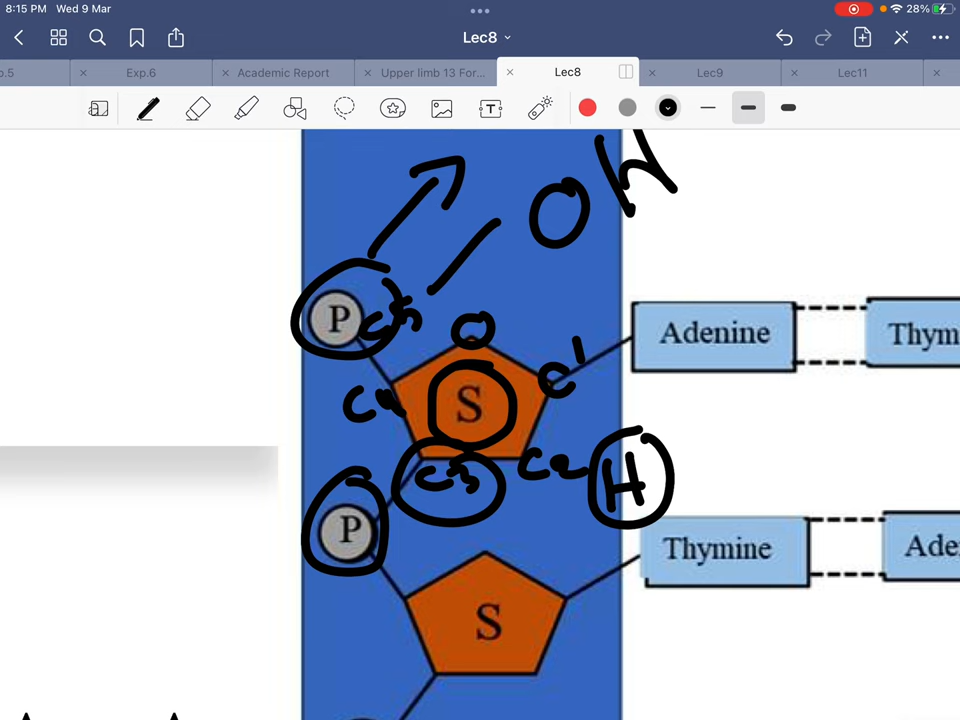 8:15 PM Wed 9 Mar
28%
Lec8
p.5
Exp.6
Academic Report
Upper limb 13 For...
Lec8
Lec9
Lec11
T
OH
P
C5
O
Adenine
Thym
C1
S
C4
C3
C2
H
P
Thymine
Ade
S